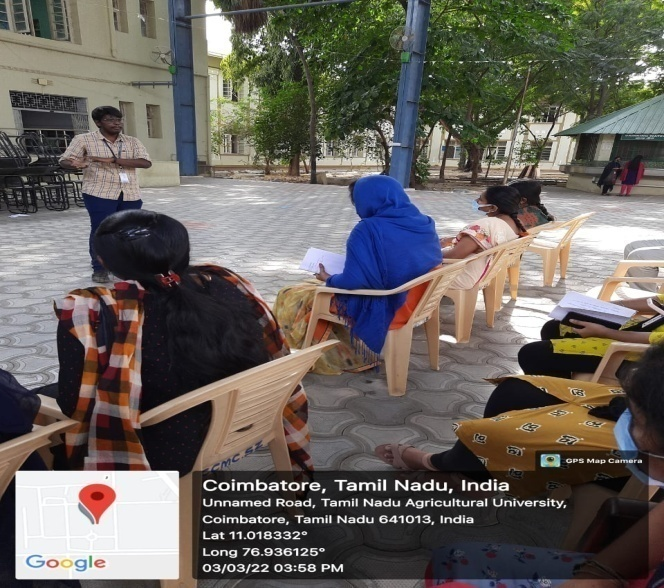 GPS Map Camera
Coimbatore, Tamil Nadu, India
Unnamed Road, Tamil Nadu Agricultural University,
Coimbatore, Tamil Nadu 641013, India
Lat 11.018332°
Long 76.936125°
03/03/22 03:58 PM
Google